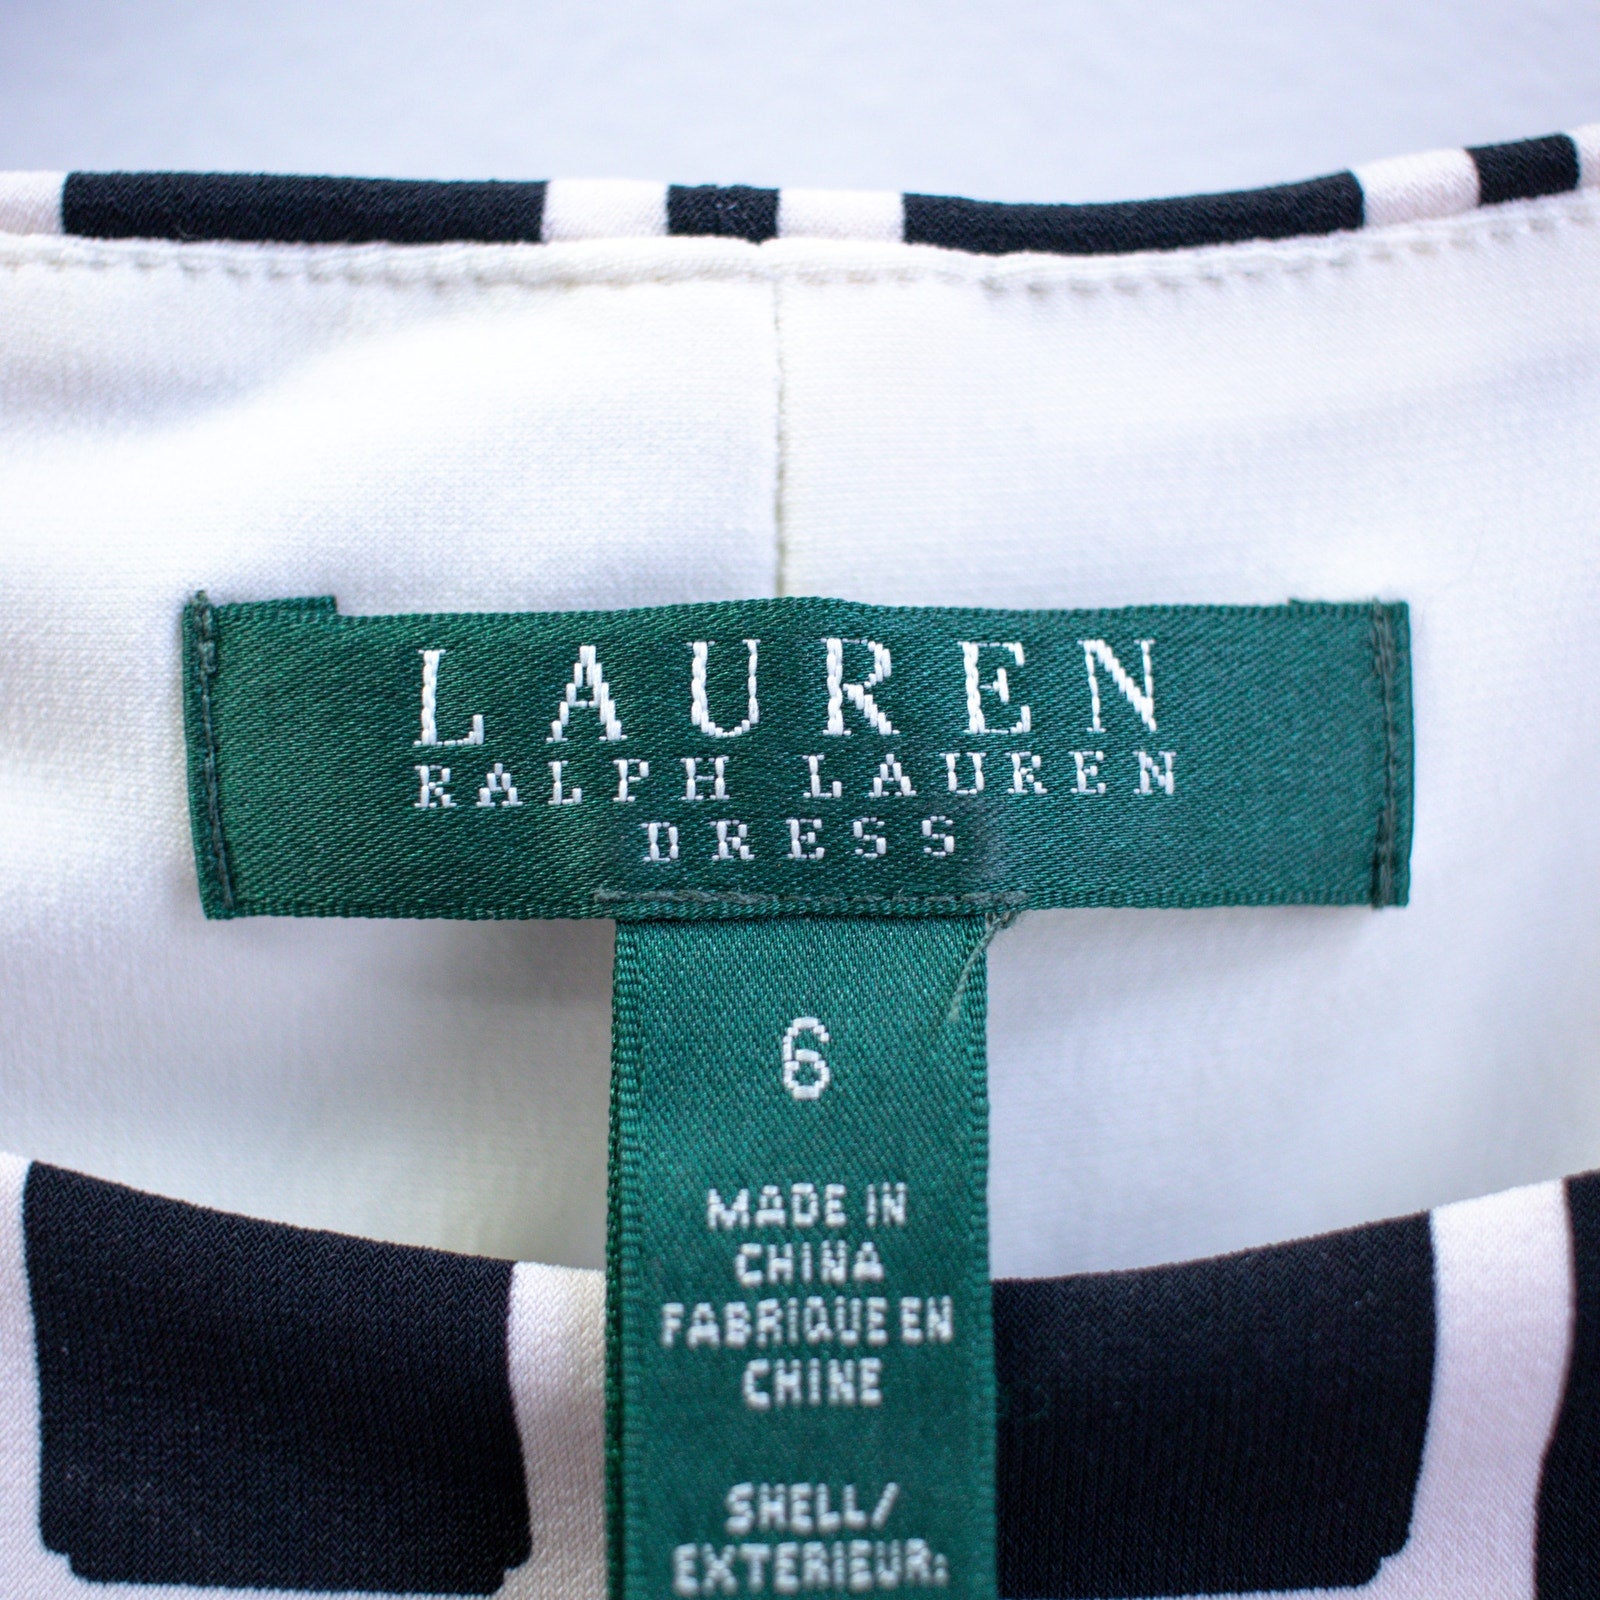 LAUREN
RALPH LAUREN
DRESS
6
MADE IN
CHINA
FABRIQUE EN
CHINE
SHELL/
EXTERIEUR: